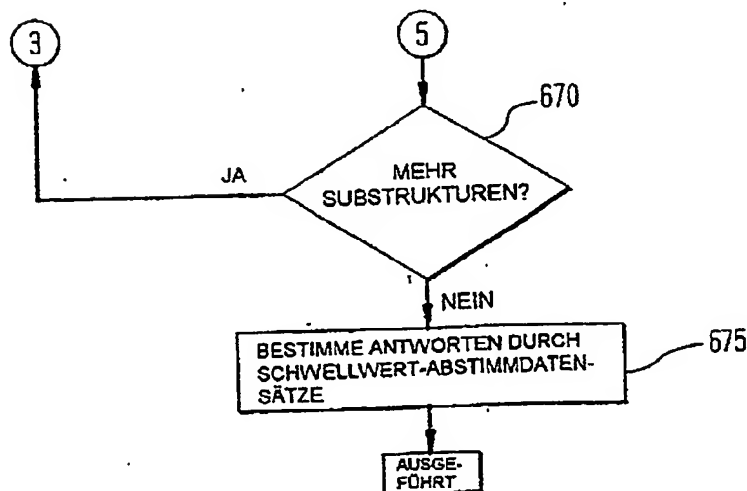 3
5
670
JA
MEHR
SUBSTRUKTUREN?
NEIN
BESTIMME ANTWORTEN DURCH
SCHWELLWERT-ABSTIMMDATEN-
SÄTZE
675
AUSGE-
FÜHRT